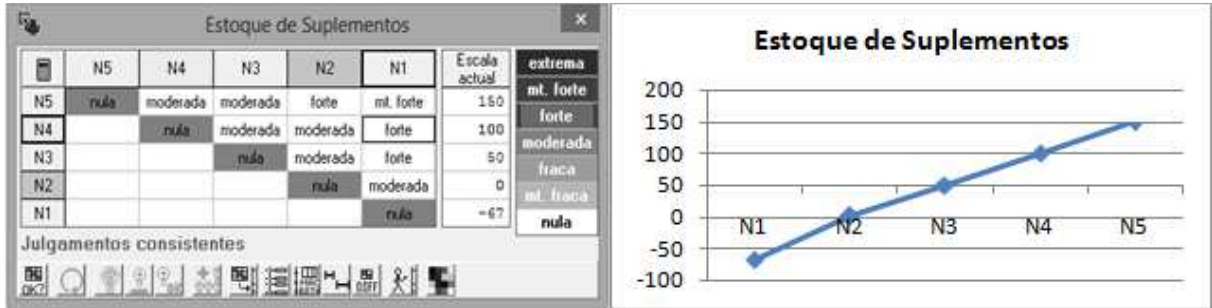 Estoque de Suplementos
N5 N4 N3 N2 N1 Escala actual
N5 nula moderada moderada forte mt. forte 150
N4 nula moderada moderada forte 100
N3 nula moderada forte 50
N2 nula moderada 0
N1 nula -67
extrema
mt. forte
forte
moderada
fraca
mt. fraca
nula
Julgamentos consistentes
OK?
Estoque de Suplementos
200
150
100
50
0
-50
-100
N1 N2 N3 N4 N5